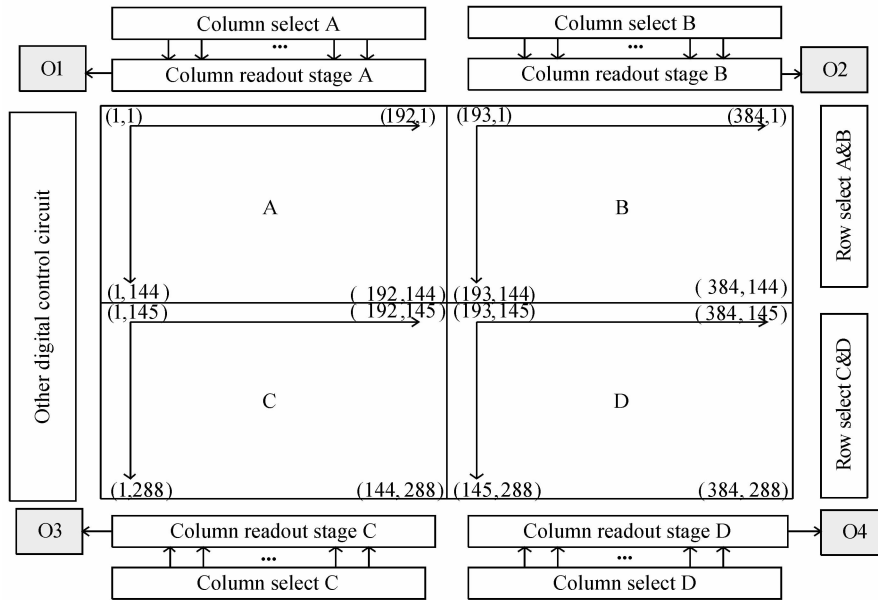 Column select A
Column select B
...
...
O1
Column readout stage A
Column readout stage B
O2
(1,1)
(192,1)
(193,1)
(384,1)
Other digital control circuit
A
B
Row select A&B
(1,144)
(192,144)
(193,144)
(384,144)
(1,145)
(192,145)
(193,145)
(384,145)
C
D
Row select C&D
(1,288)
(144,288)
(145,288)
(384,288)
O3
Column readout stage C
Column readout stage D
O4
...
...
Column select C
Column select D